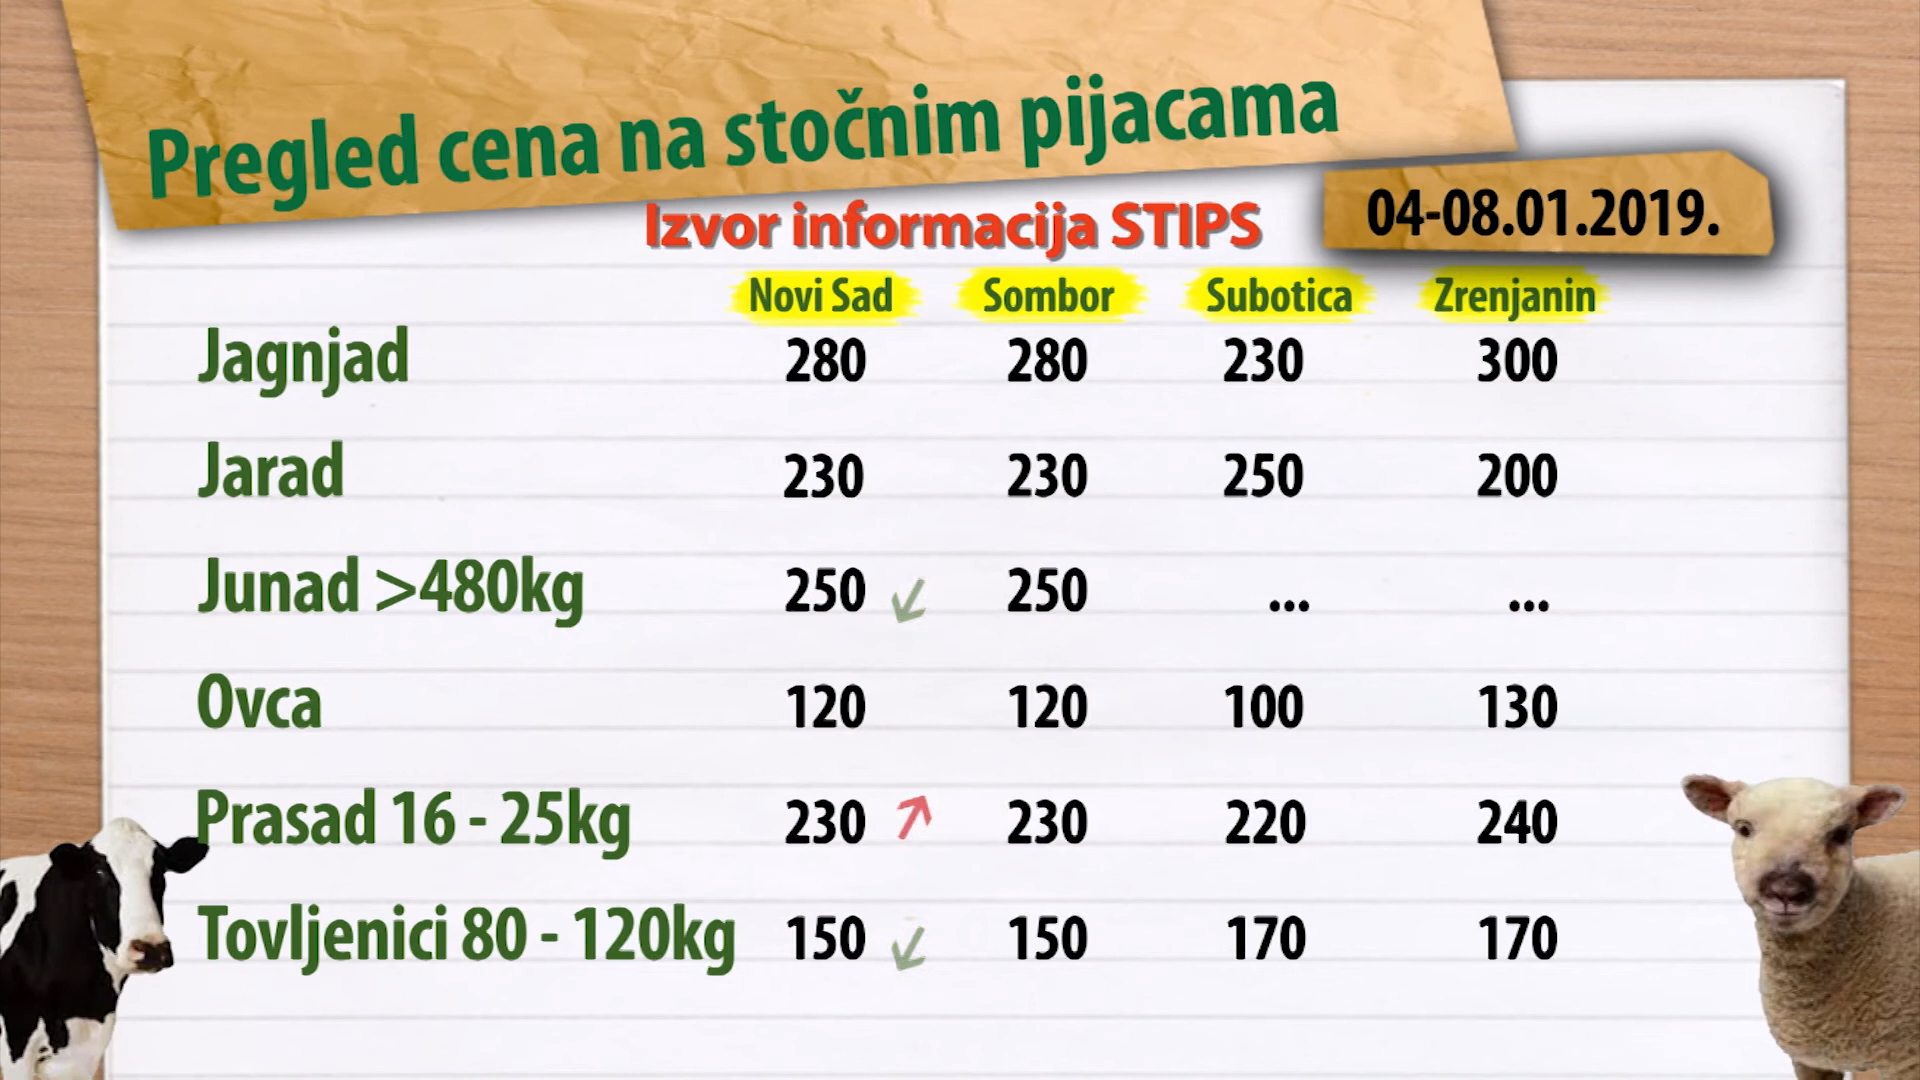 Pregled cena na stočnim pijacama
Izvor informacija STIPS
04-08.01.2019.
Novi Sad Sombor Subotica Zrenjanin
Jagnjad 280 280 230 300
Jarad 230 230 250 200
Junad >480kg 250 250 ... ...
Ovca 120 120 100 130
Prasad 16 - 25kg 230 230 220 240
Tovljenici 80 - 120kg 150 150 170 170